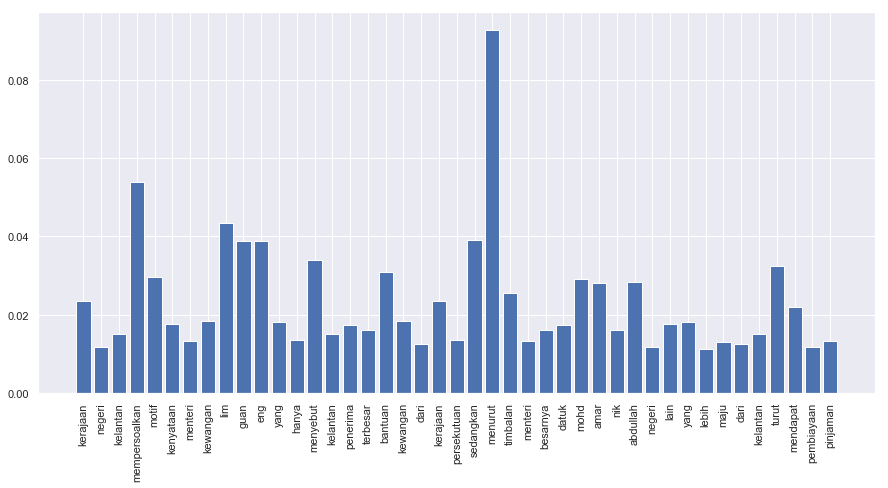 0.08
0.06
0.04
0.02
0.00
kerajaan
negeri
kelantan
mempersoalkan
motif
kenyataan
menteri
kewangan
lim
guan
eng
yang
hanya
menyebut
kelantan
penerima
terbesar
bantuan
kewangan
dari
kerajaan
persekutuan
sedangkan
menurut
timbalan
menteri
besarnya
datuk
mohd
amar
nik
abdullah
negeri
lain
yang
lebih
maju
dari
kelantan
turut
mendapat
pembiayaan
pinjaman